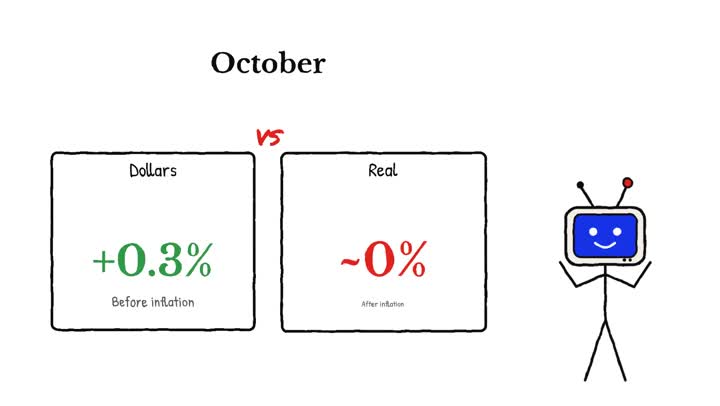 October
vs
Dollars
+0.3%
Before inflation
Real
~0%
After inflation